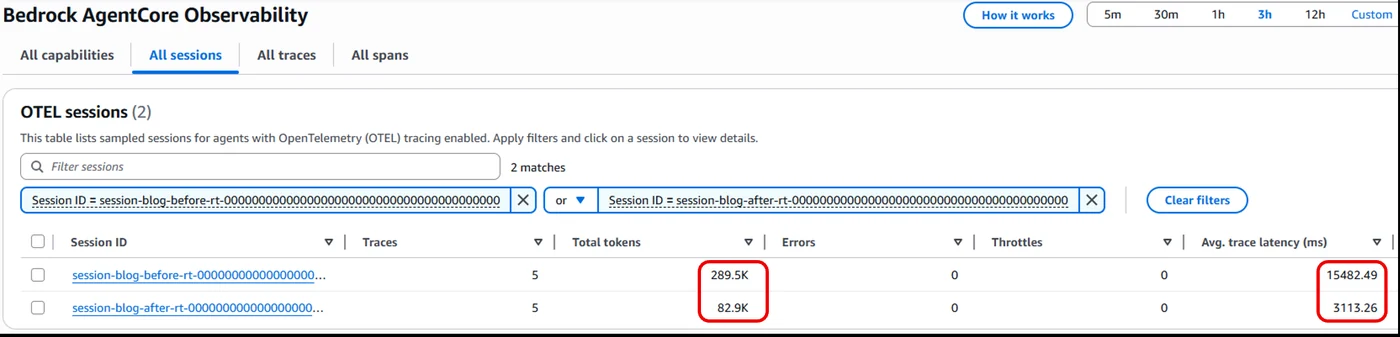 Bedrock AgentCore Observability
How it works
5m 30m 1h 3h 12h Custom
All capabilities All sessions All traces All spans
OTEL sessions (2)
This table lists sampled sessions for agents with OpenTelemetry (OTEL) tracing enabled. Apply filters and click on a session to view details.
Filter sessions 2 matches
Session ID = session-blog-before-rt-0000000000000000000000000000000000000000 or Session ID = session-blog-after-rt-0000000000000000000000000000000000000000 Clear filters
Session ID Traces Total tokens Errors Throttles Avg. trace latency (ms)
session-blog-before-rt-00000000000000000... 5 289.5K 0 0 15482.49
session-blog-after-rt-000000000000000000... 5 82.9K 0 0 3113.26